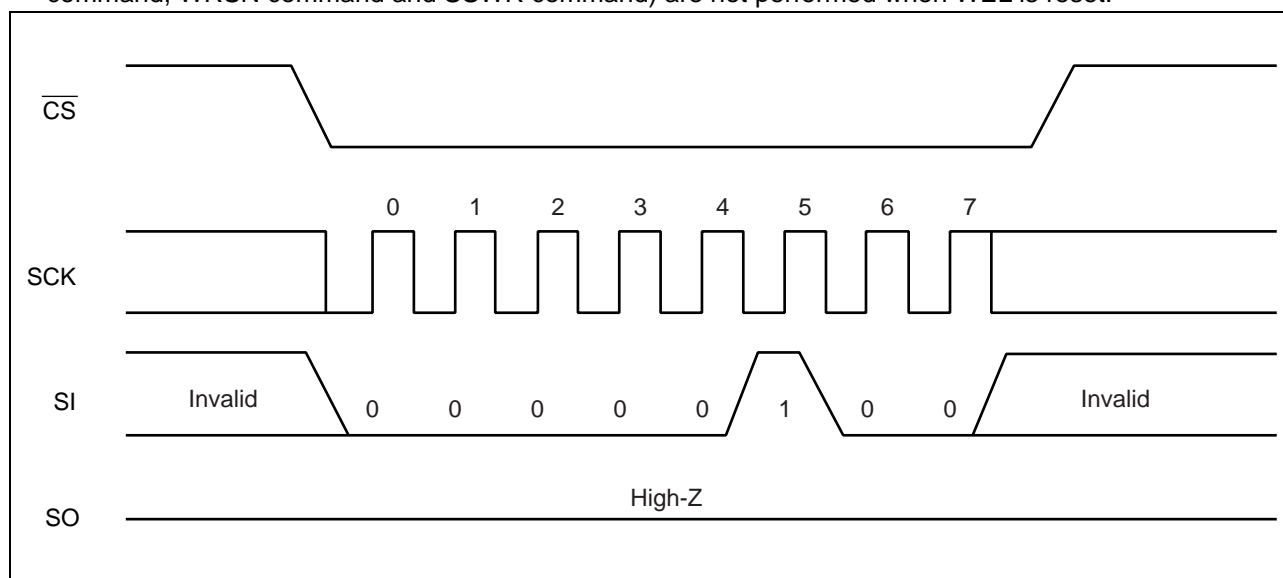 command, WRSN command and SSWR command) are not performed when WEL is reset.
CS
0 1 2 3 4 5 6 7
SCK
SI
Invalid
0 0 0 0 0 1 0 0
Invalid
High-Z
SO